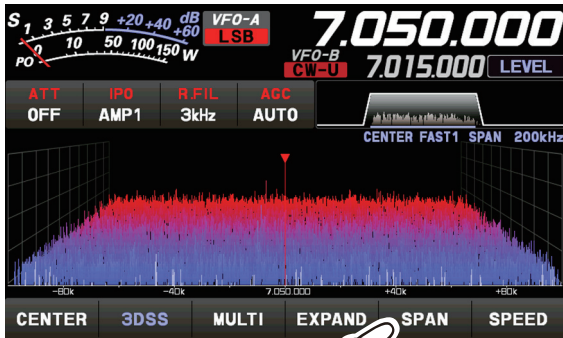 S 1 3 5 7 9 +20 +40 +60 dB VFO-A 7.050.000
LSB
PO 0 10 50 100 150 W VFO-B
CW-U 7.015.000 LEVEL
ATT IPO R.FIL AGC
OFF AMP1 3kHz AUTO
CENTER FAST1 SPAN 200kHz
-80k -40k 7.050.000 +40k +80k
CENTER 3DSS MULTI EXPAND SPAN SPEED